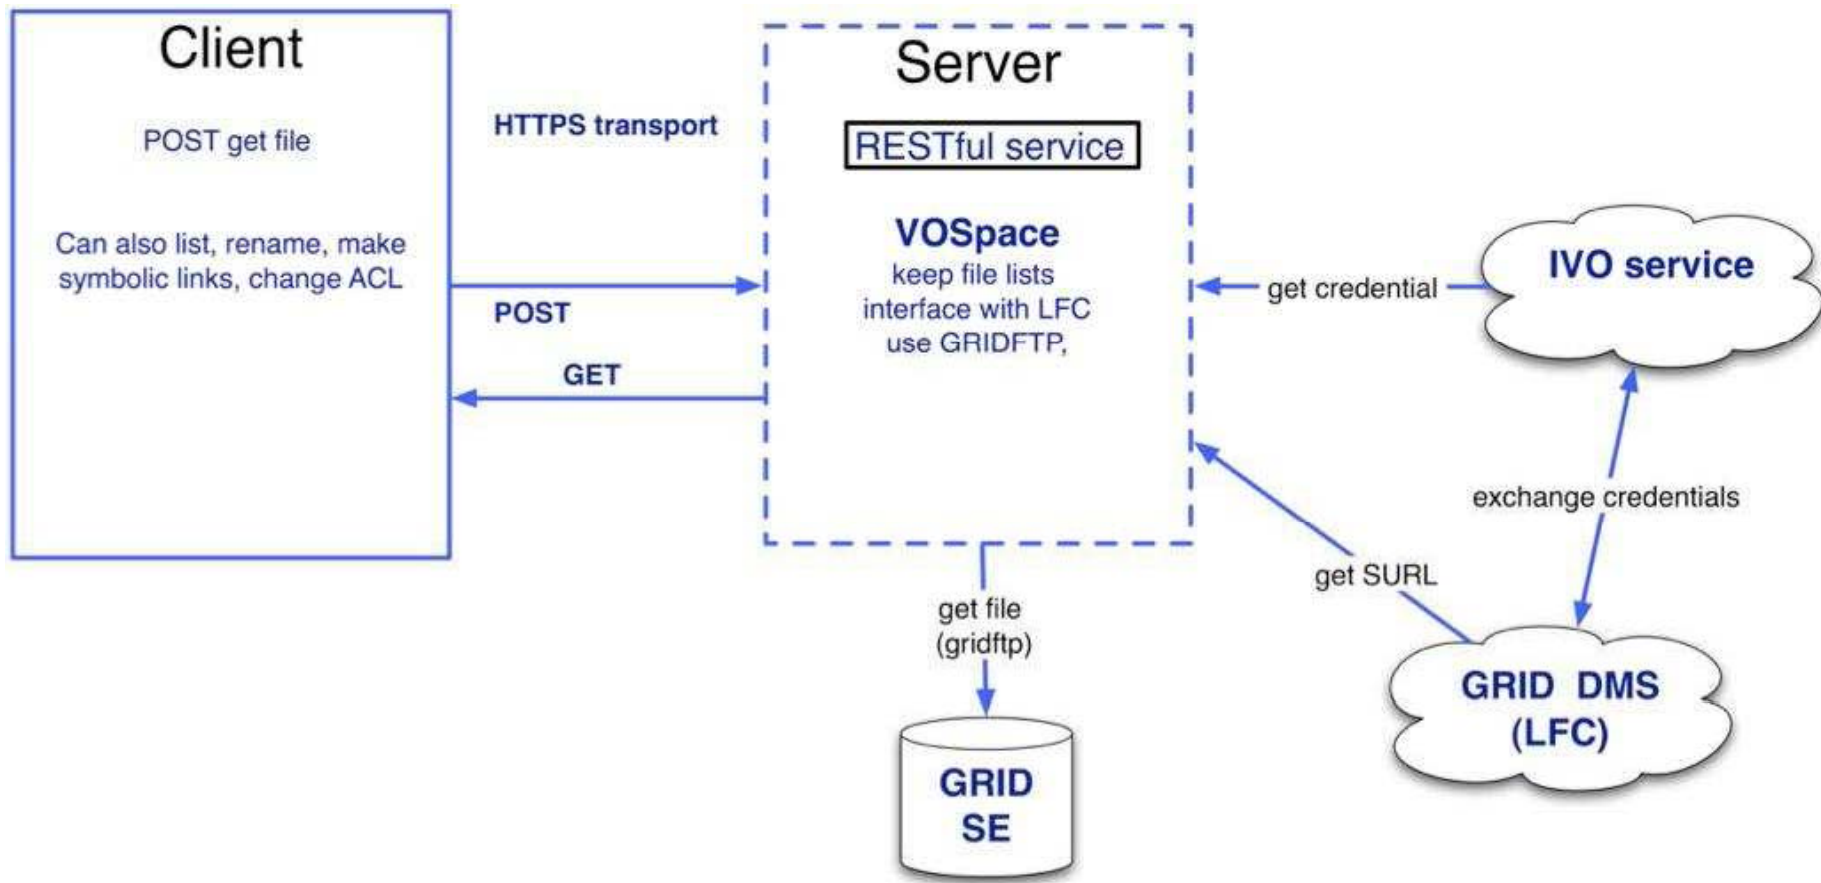 Client
POST get file
Can also list, rename, make
symbolic links, change ACL
HTTPS transport
POST
GET
Server
RESTful service
VOSpace
keep file lists
interface with LFC
use GRIDFTP,
get credential
IVO service
exchange credentials
get SURL
GRID DMS
(LFC)
get file
(gridftp)
GRID
SE